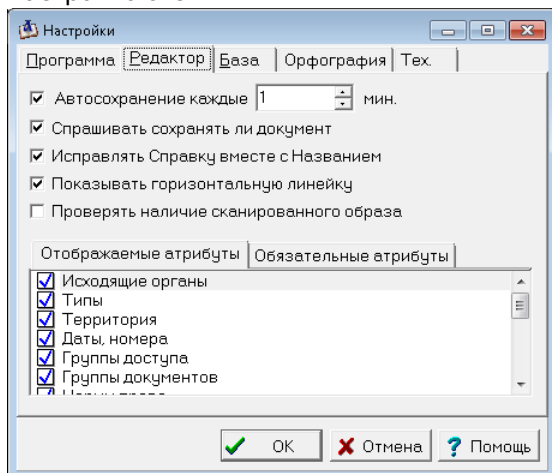 Настройки
Программа Редактор База Орфография Тех.
Автосохранение каждые 1 мин.
Спрашивать сохранять ли документ
Исправлять Справку вместе с Названием
Показывать горизонтальную линейку
Проверять наличие сканированного образа
Отображаемые атрибуты Обязательные атрибуты
Исходящие органы
Типы
Территория
Даты, номера
Группы доступа
Группы документов
OK Отмена ? Помощь